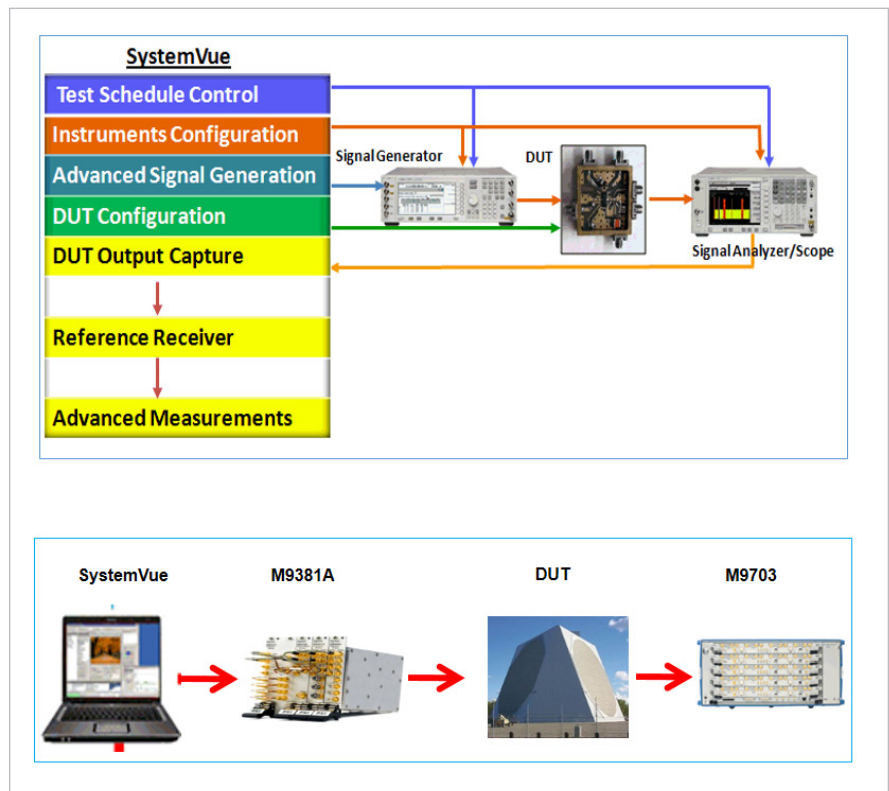 SystemVue
Test Schedule Control
Instruments Configuration
Advanced Signal Generation
DUT Configuration
DUT Output Capture
Reference Receiver
Advanced Measurements
Signal Generator
DUT
Signal Analyzer/Scope
SystemVue
M9381A
DUT
M9703